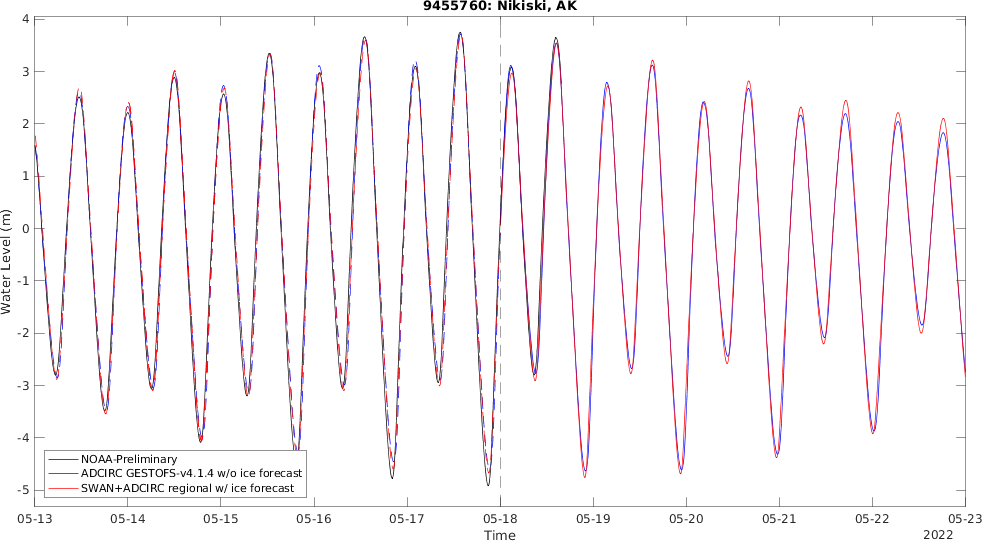 9455760: Nikiski, AK
Water Level (m)
4
3
2
1
0
-1
-2
-3
-4
-5
NOAA-Preliminary
ADCIRC GESTOFS-v4.1.4 w/o ice forecast
SWAN+ADCIRC regional w/ ice forecast
05-13 05-14 05-15 05-16 05-17 05-18 05-19 05-20 05-21 05-22 05-23
Time
2022